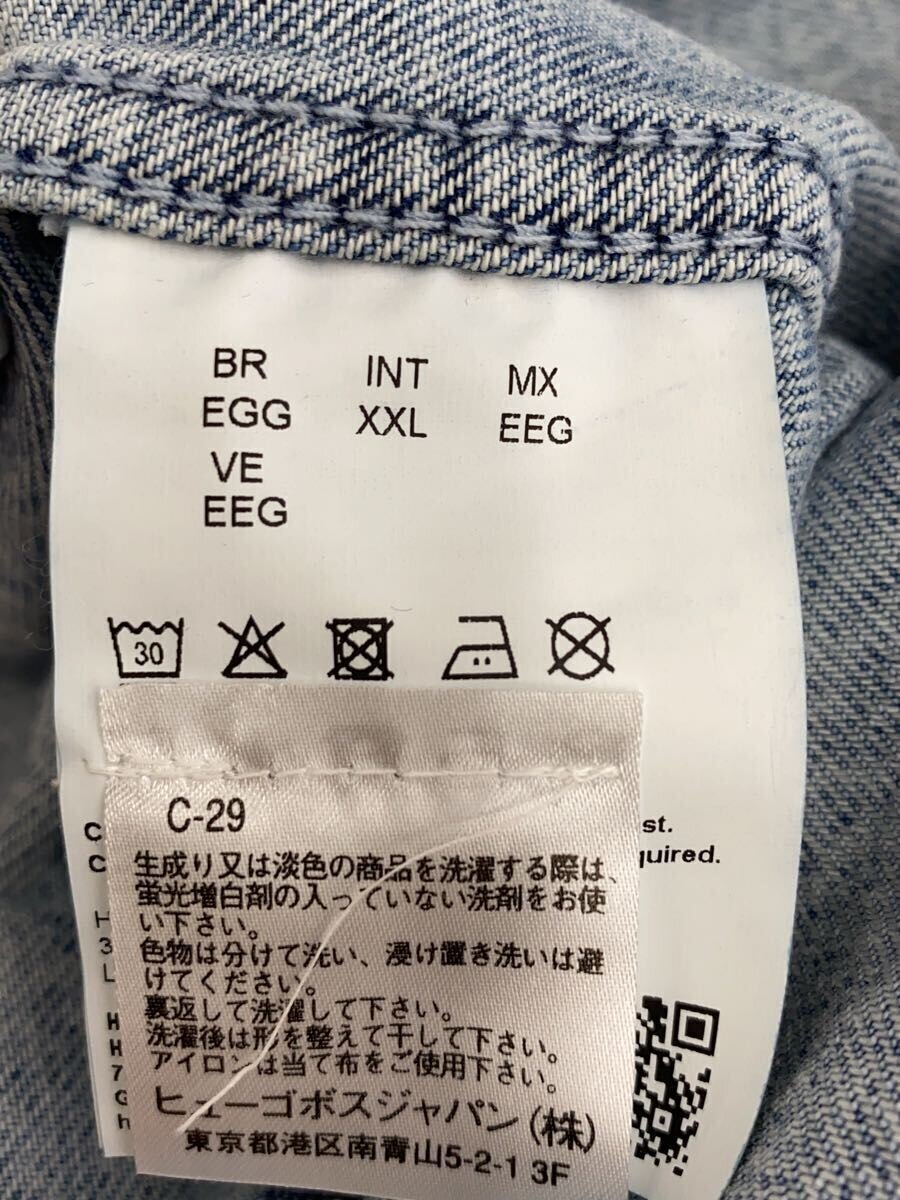 BR INT MX
EGG XXL EEG
VE
EEG
30
C-29
生成り又は淡色の商品を洗濯する際は、
蛍光増白剤の入っていない洗剤をお使
い下さい。
色物は分けて洗い、浸け置き洗いは避
けてください。
裏返して洗濯して下さい。
洗濯後は形を整えて干して下さい。
アイロンは当て布をご使用下さい。
ヒューゴボスジャパン(株)
東京都港区南青山5-2-1 3F
C
st.
C
quired.
H
3
L
H
H
7
G
h